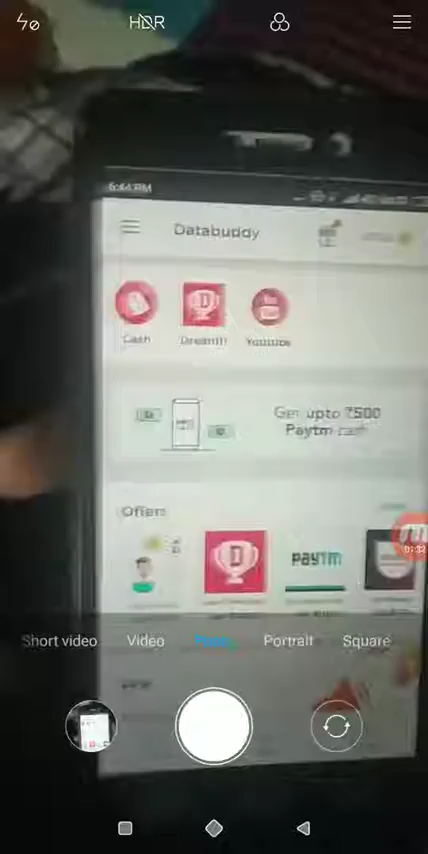 HDR
6:44 PM
Databuddy
Cash
Dream11
Youtube
Get upto ₹500
Paytm cash
Offers
D
paytm
01:32
Short video
Video
Photo
Portrait
Square